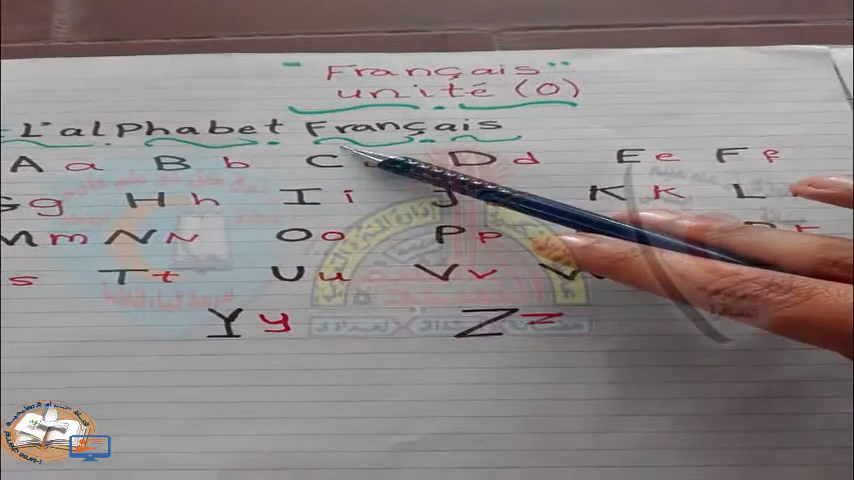 " Français "
unité (0)
L'alphabet Français
A a B b C D d E e F f
g H h I i J K k L
m N n O o P p r
s T t U u V v
Y y Z z